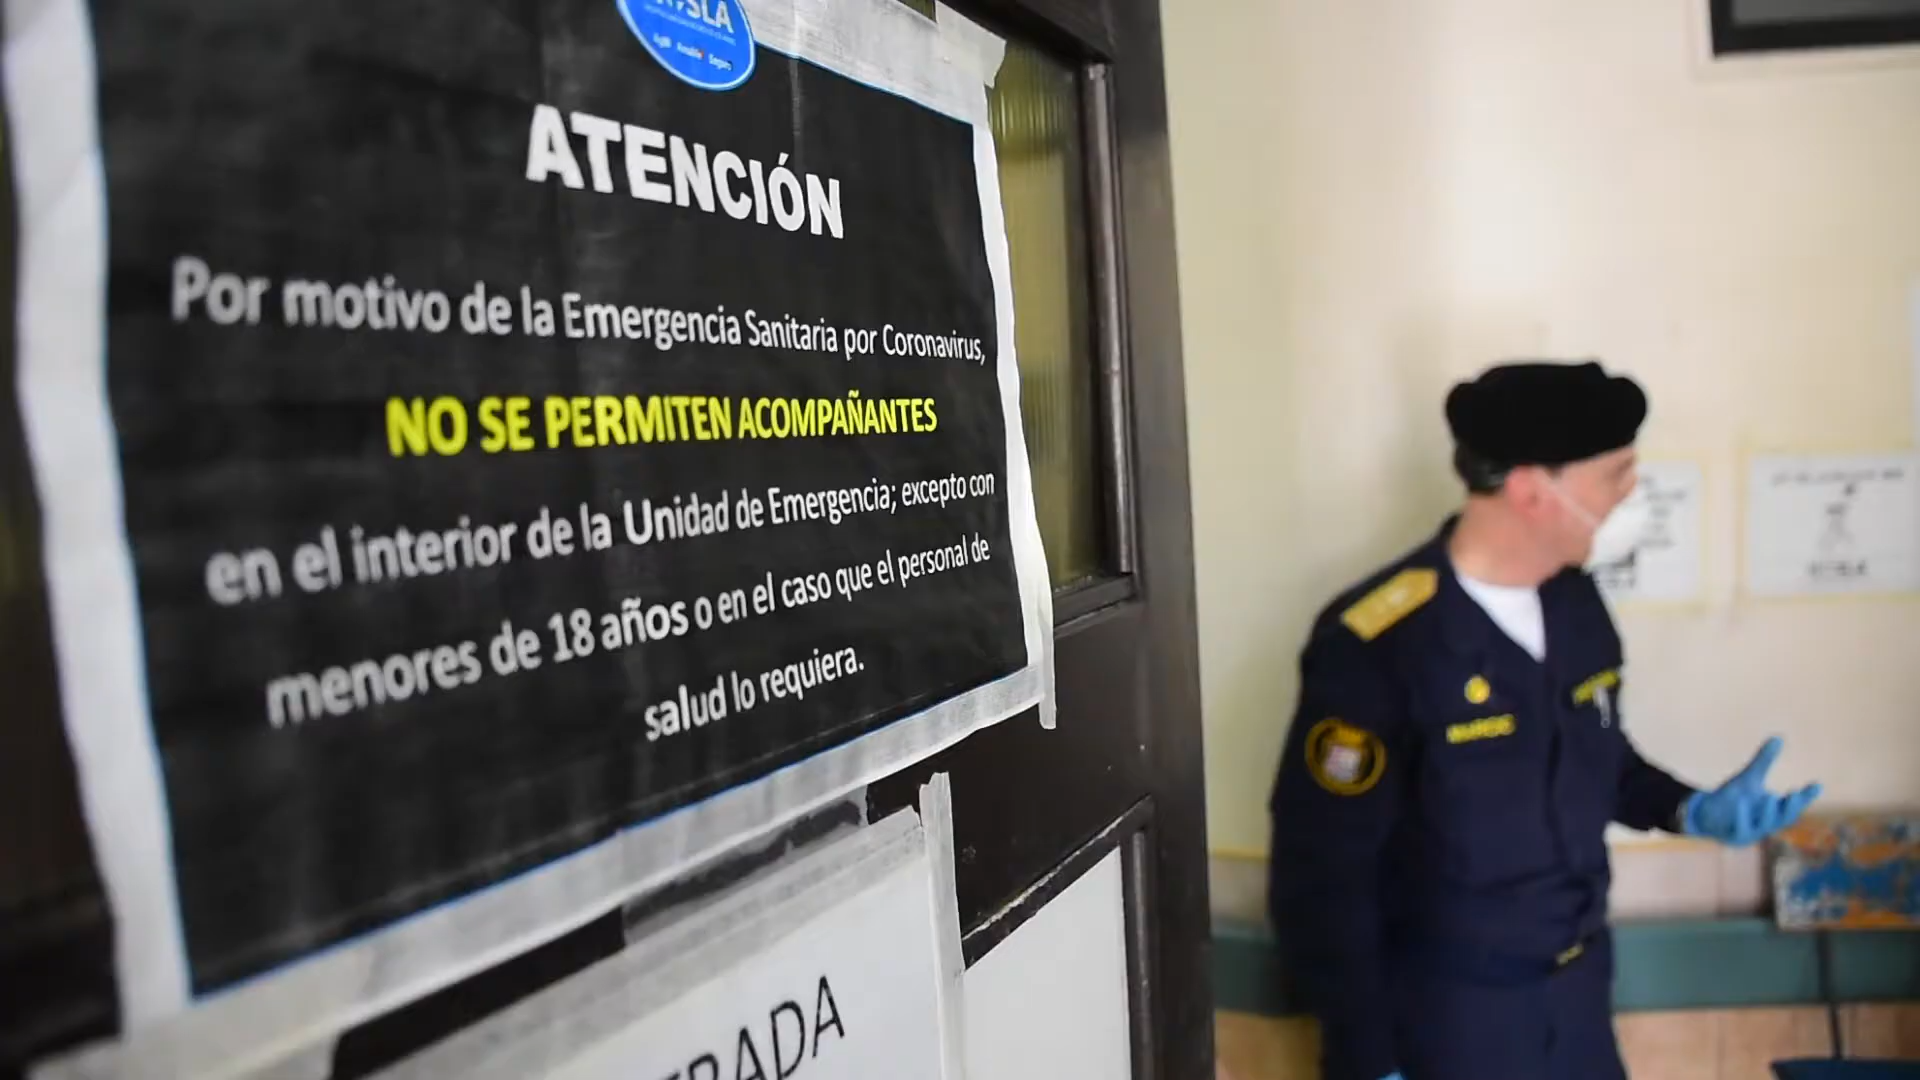 ATENCIÓN
Por motivo de la Emergencia Sanitaria por Coronavirus,
NO SE PERMITEN ACOMPAÑANTES
en el interior de la Unidad de Emergencia; excepto con
menores de 18 años o en el caso que el personal de
salud lo requiera.